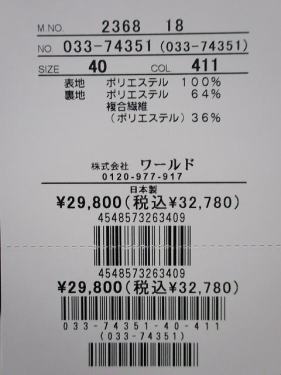 M NO. 2368 18
NO. 033-74351 (033-74351)
SIZE 40 COL 411
表地 ポリエステル 100%
裏地 ポリエステル 64%
複合繊維
(ポリエステル) 36%
株式会社 ワールド
0120-977-917
日本製
¥29,800(税込¥32,780)
4548573263409
4548573263409
¥29,800(税込¥32,780)
033-74351-40-411
(033-74351)